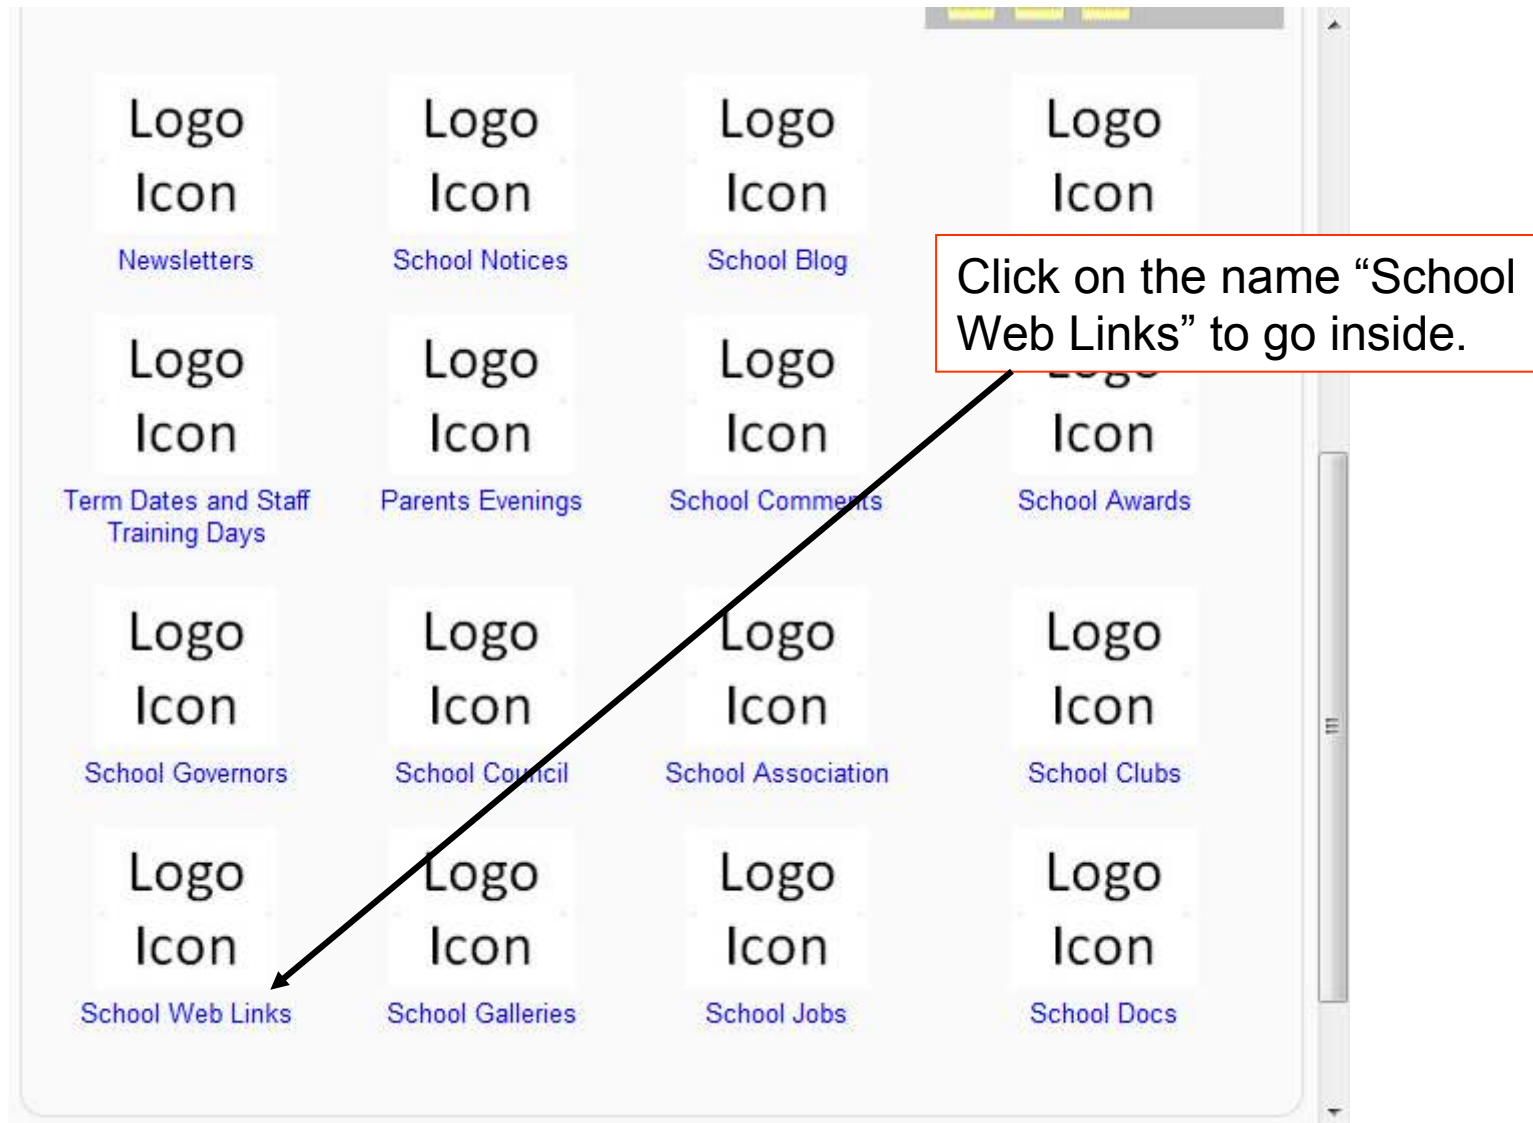 Logo Logo Logo Logo
Icon Icon Icon Icon
Newsletters School Notices School Blog
Click on the name “School
Web Links” to go inside.
Logo Logo Logo Logo
Icon Icon Icon Icon
Term Dates and Staff Parents Evenings School Comments School Awards
Training Days
Logo Logo Logo Logo
Icon Icon Icon Icon
School Governors School Council School Association School Clubs
Logo Logo Logo Logo
Icon Icon Icon Icon
School Web Links School Galleries School Jobs School Docs